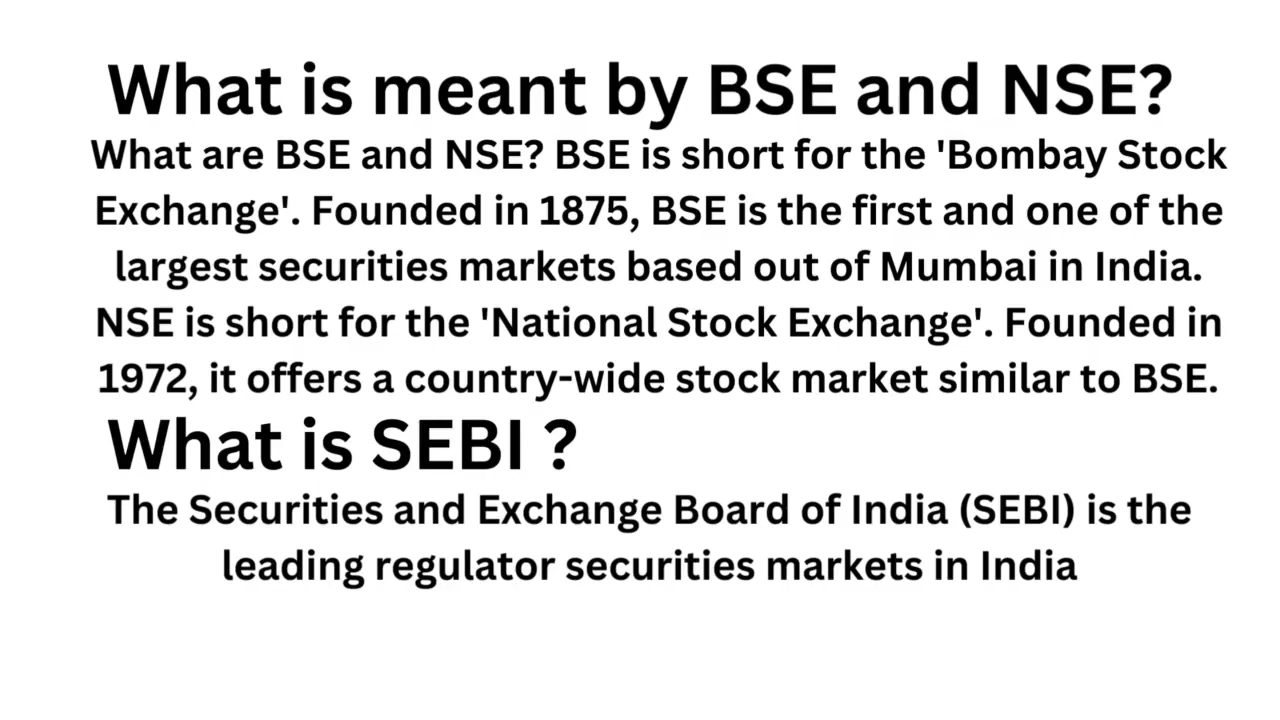 What is meant by BSE and NSE?
What are BSE and NSE? BSE is short for the 'Bombay Stock
Exchange'. Founded in 1875, BSE is the first and one of the
largest securities markets based out of Mumbai in India.
NSE is short for the 'National Stock Exchange'. Founded in
1972, it offers a country-wide stock market similar to BSE.
What is SEBI ?
The Securities and Exchange Board of India (SEBI) is the
leading regulator securities markets in India